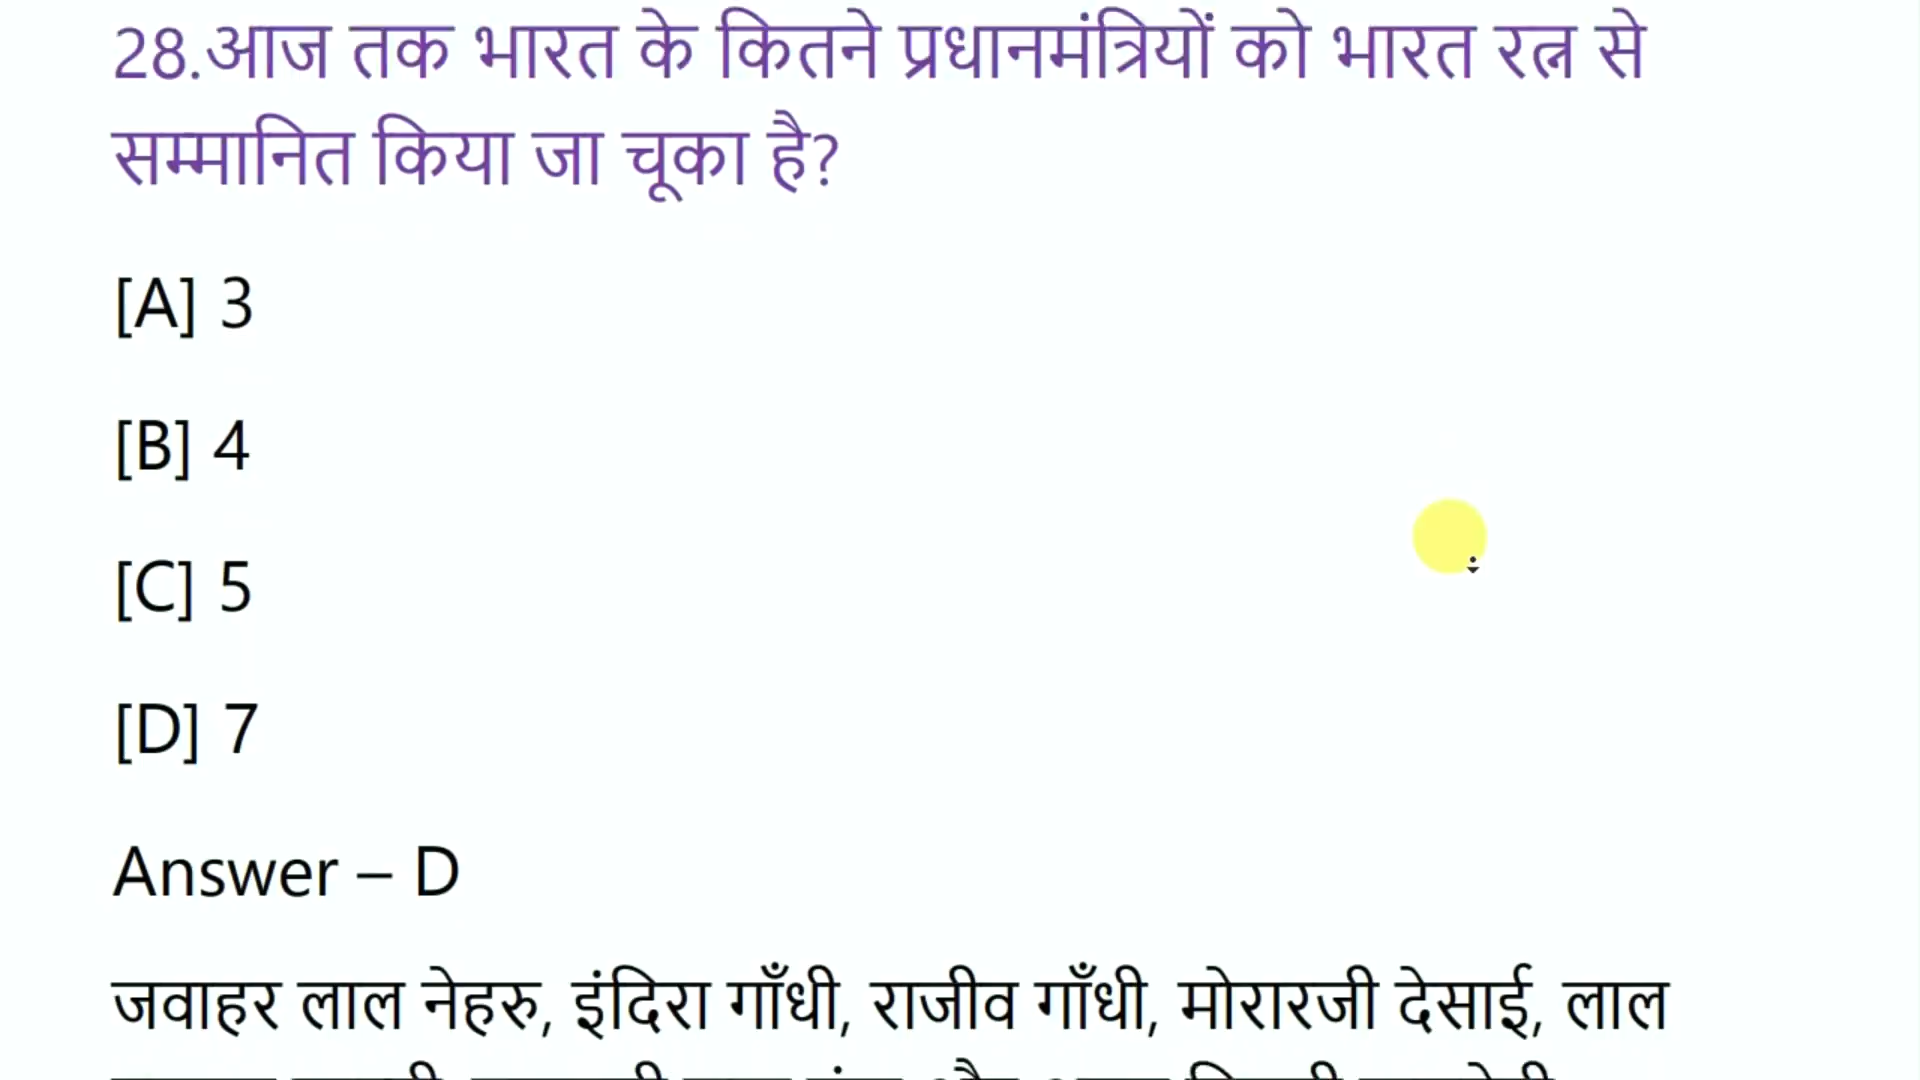 28.आज तक भारत के कितने प्रधानमंत्रियों को भारत रत्न से
सम्मानित किया जा चूका है?
[A] 3
[B] 4
[C] 5
[D] 7
Answer – D
जवाहर लाल नेहरु, इंदिरा गाँधी, राजीव गाँधी, मोरारजी देसाई, लाल